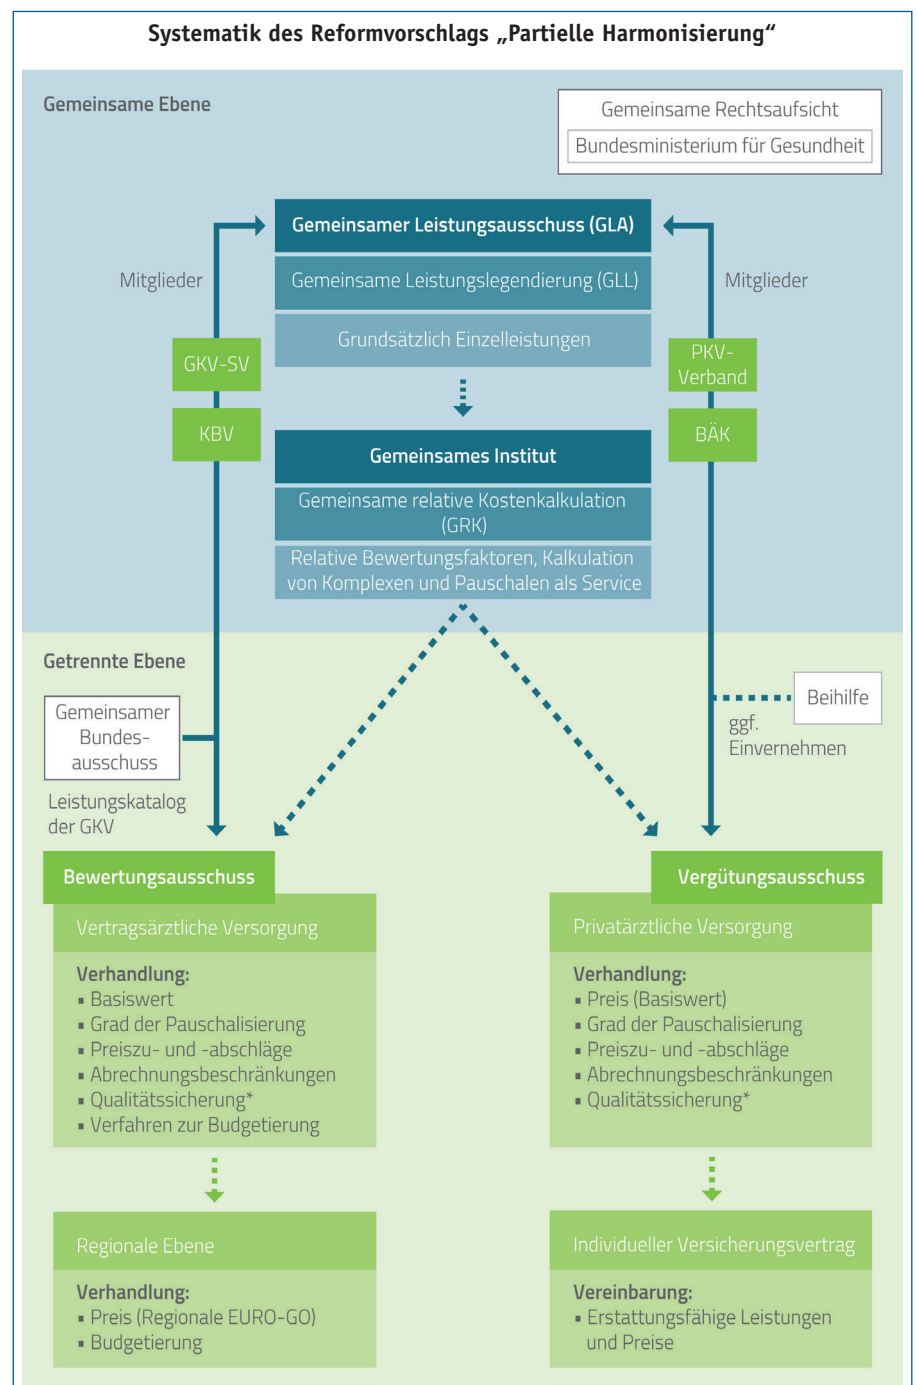 Systematik des Reformvorschlags „Partielle Harmonisierung“
Gemeinsame Ebene
Gemeinsame Rechtsaufsicht
Bundesministerium für Gesundheit
Gemeinsamer Leistungsausschuss (GLA)
Gemeinsame Leistungslegendierung (GLL)
Grundsätzlich Einzelleistungen
Mitglieder
Mitglieder
GKV-SV
KBV
PKV-
Verband
BÄK
Gemeinsames Institut
Gemeinsame relative Kostenkalkulation
(GRK)
Relative Bewertungsfaktoren, Kalkulation
von Komplexen und Pauschalen als Service
Getrennte Ebene
Gemeinsamer
Bundes-
ausschuss
Leistungskatalog
der GKV
Beihilfe
ggf.
Einvernehmen
Bewertungsausschuss
Vertragsärztliche Versorgung
Verhandlung:
▪ Basiswert
▪ Grad der Pauschalisierung
▪ Preiszu- und -abschläge
▪ Abrechnungsbeschränkungen
▪ Qualitätssicherung*
▪ Verfahren zur Budgetierung
Regionale Ebene
Verhandlung:
▪ Preis (Regionale EURO-GO)
▪ Budgetierung
Vergütungsausschuss
Privatärztliche Versorgung
Verhandlung:
▪ Preis (Basiswert)
▪ Grad der Pauschalisierung
▪ Preiszu- und -abschläge
▪ Abrechnungsbeschränkungen
▪ Qualitätssicherung*
Individueller Versicherungsvertrag
Vereinbarung:
▪ Erstattungsfähige Leistungen
und Preise